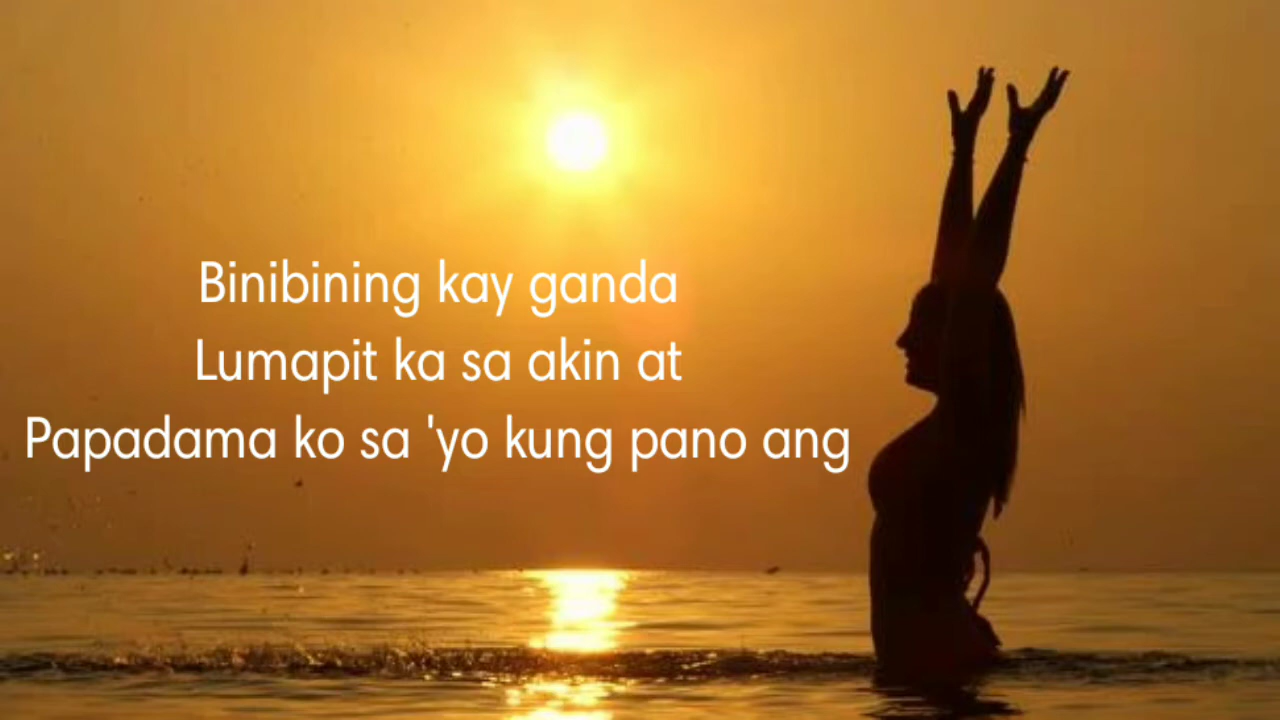 Binibining kay ganda
Lumapit ka sa akin at
Papadama ko sa 'yo kung pano ang